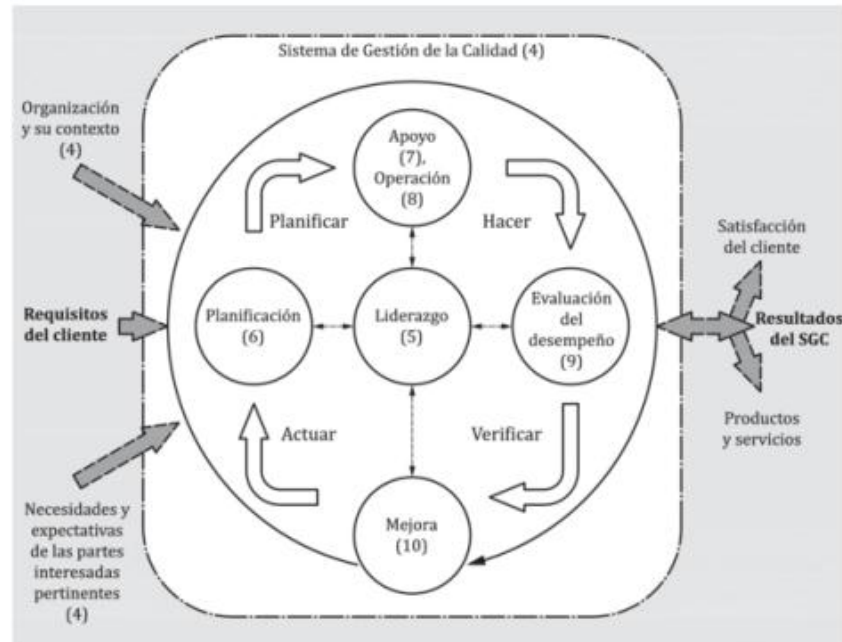 Sistema de Gestión de la Calidad (4)
Organización
y su contexto
(4)
Apoyo
(7),
Operación
(8)
Planificar
Hacer
Satisfacción
del cliente
Requisitos
del cliente
Planificación
(6)
Liderazgo
(5)
Evaluación
del
desempeño
(9)
Resultados
del SGC
Actuar
Verificar
Productos
y servicios
Necesidades y
expectativas
de las partes
interesadas
pertinentes
(4)
Mejora
(10)